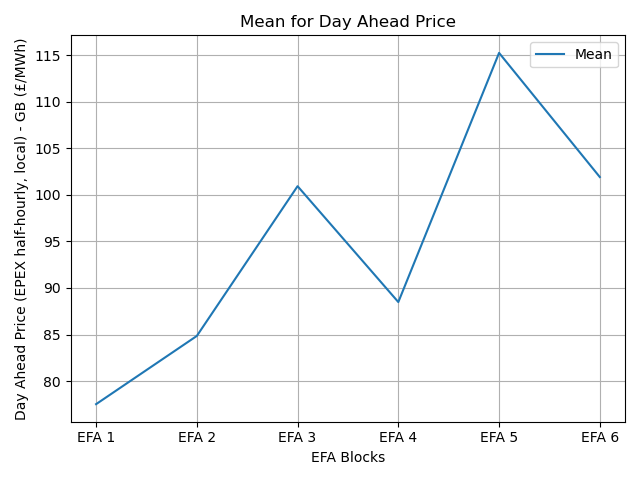 Mean for Day Ahead Price
Mean
Day Ahead Price (EPEX half-hourly, local) - GB (£/MWh)
115
110
105
100
95
90
85
80
EFA 1 EFA 2 EFA 3 EFA 4 EFA 5 EFA 6
EFA Blocks